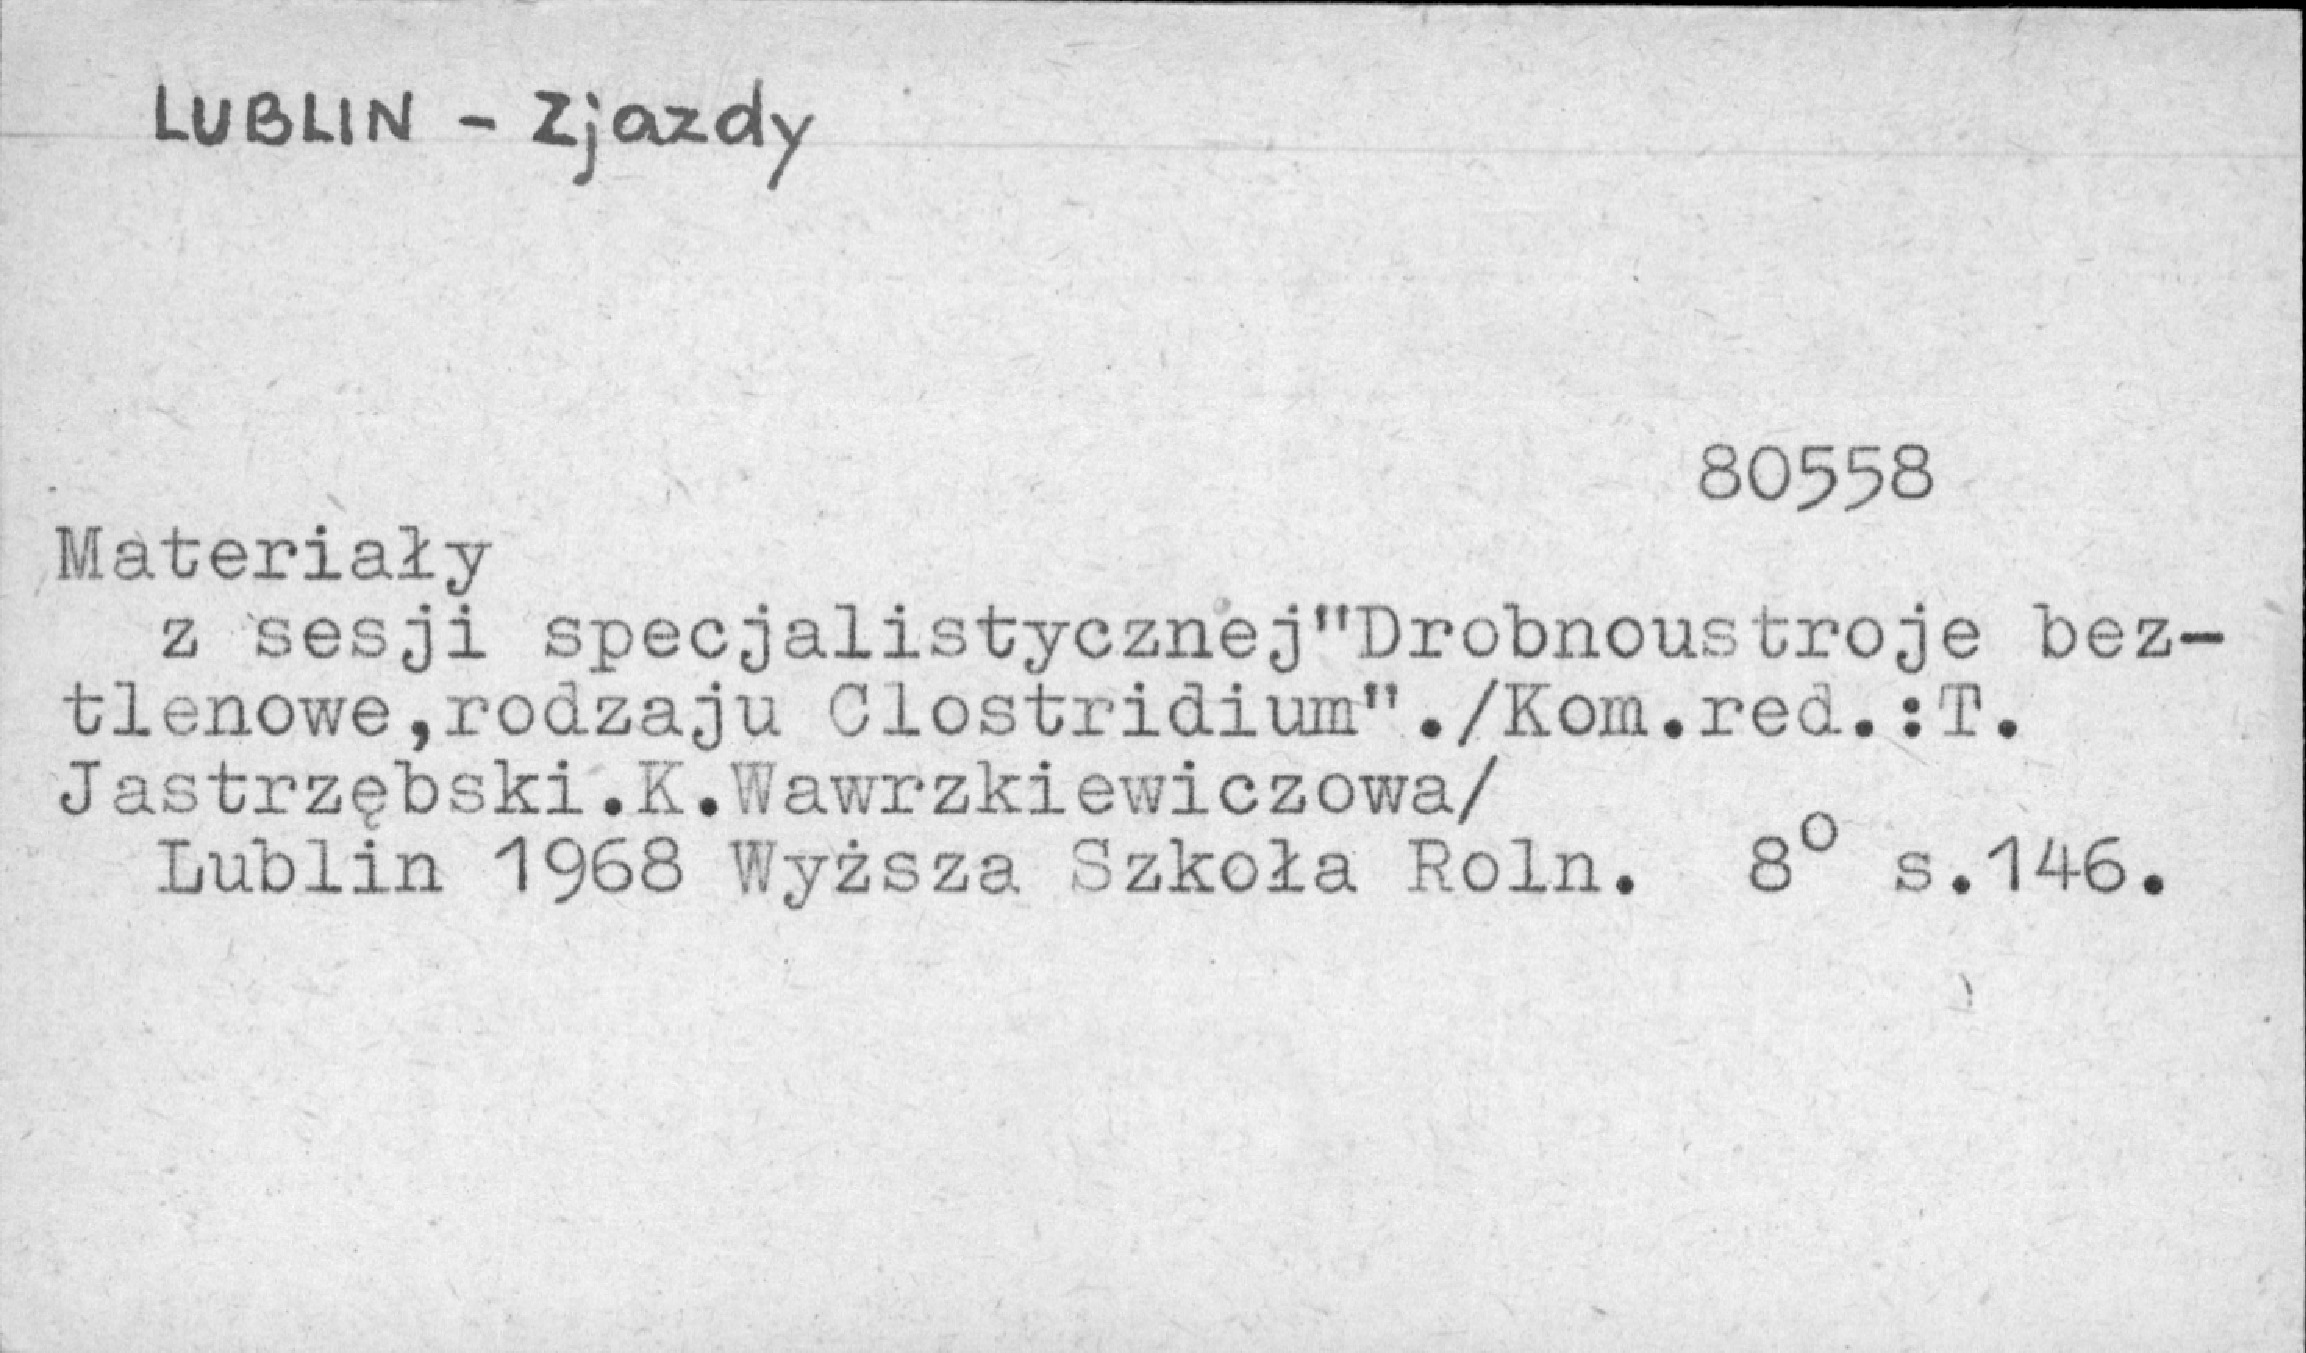 LUBLIN - Zjazdy
80558
Materiały
z sesji specjalistycznej"Drobnoustroje bez-
tlenowe,rodzaju Clostridium"./Kom.red.:T.
Jastrzębski.K.Wawrzkiewiczowa/
Lublin 1968 Wyższa Szkoła Roln. 8° s.146.